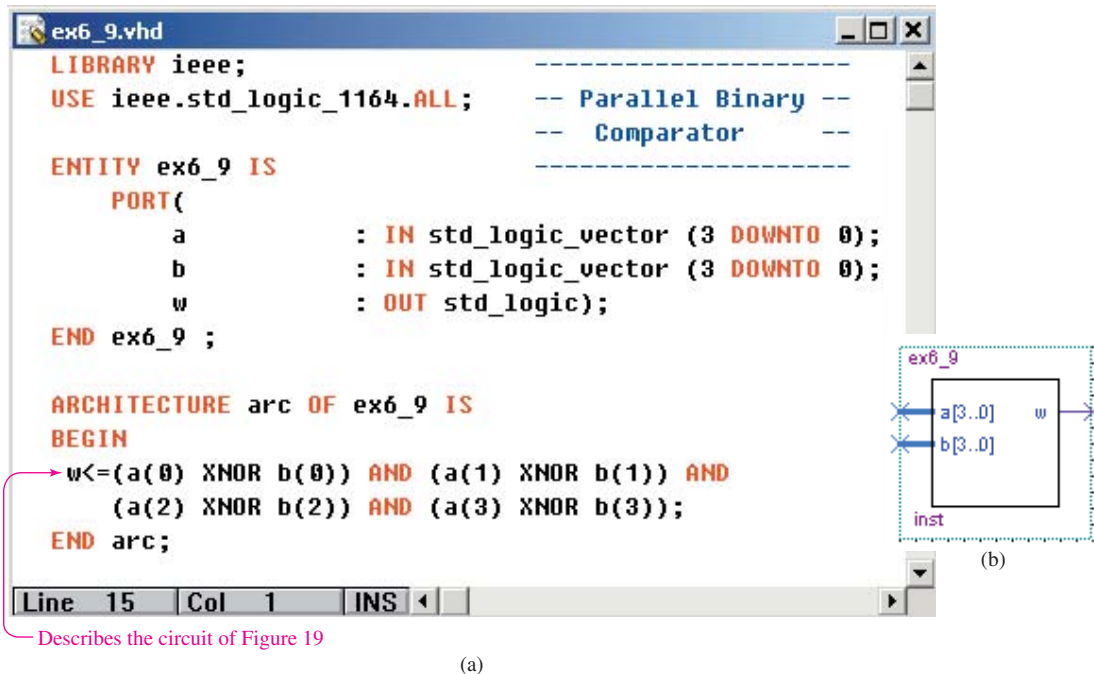 ex6_9.vhd
LIBRARY ieee; ---------------------
USE ieee.std_logic_1164.ALL; -- Parallel Binary --
-- Comparator --
ENTITY ex6_9 IS ---------------------
PORT(
a : IN std_logic_vector (3 DOWNTO 0);
b : IN std_logic_vector (3 DOWNTO 0);
w : OUT std_logic);
END ex6_9 ;
ARCHITECTURE arc OF ex6_9 IS
BEGIN
w<=(a(0) XNOR b(0)) AND (a(1) XNOR b(1)) AND
(a(2) XNOR b(2)) AND (a(3) XNOR b(3));
END arc;
Line 15 Col 1 INS
Describes the circuit of Figure 19
(a)
ex6_9
a[3..0] w
b[3..0]
inst
(b)